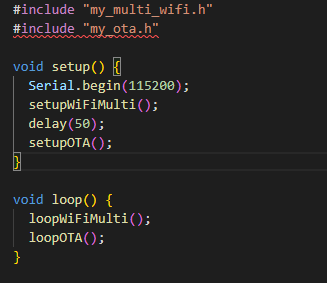 #include "my_multi_wifi.h"
#include "my_ota.h"

void setup() {
  Serial.begin(115200);
  setupWiFiMulti();
  delay(50);
  setupOTA();
}

void loop() {
  loopWiFiMulti();
  loopOTA();
}